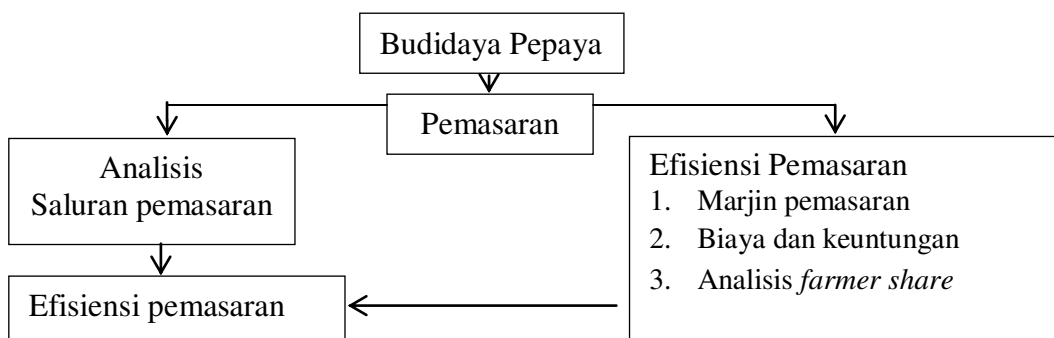 Budidaya Pepaya
Pemasaran
Analisis
Saluran pemasaran
Efisiensi Pemasaran
1. Marjin pemasaran
2. Biaya dan keuntungan
3. Analisis farmer share
Efisiensi pemasaran